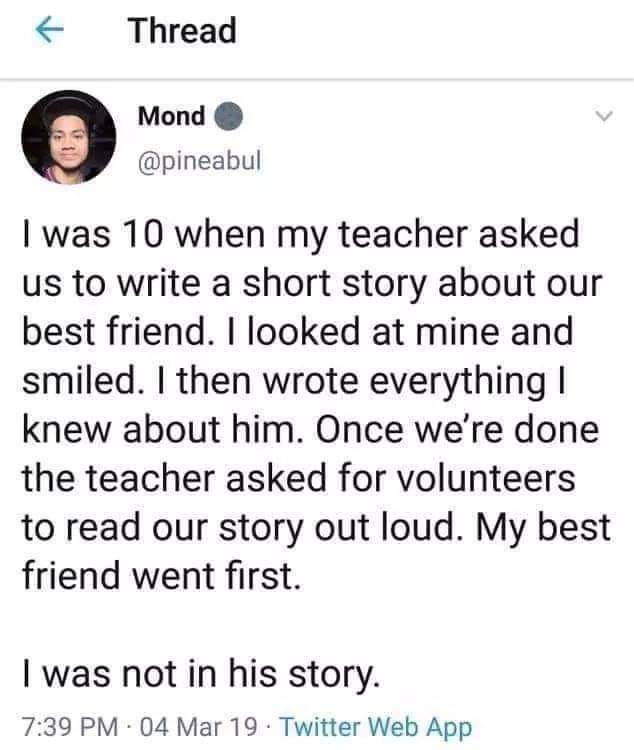 Thread
Mond
@pineabul
I was 10 when my teacher asked
us to write a short story about our
best friend. I looked at mine and
smiled. I then wrote everything I
knew about him. Once we're done
the teacher asked for volunteers
to read our story out loud. My best
friend went first.
I was not in his story.
7:39 PM · 04 Mar 19 · Twitter Web App